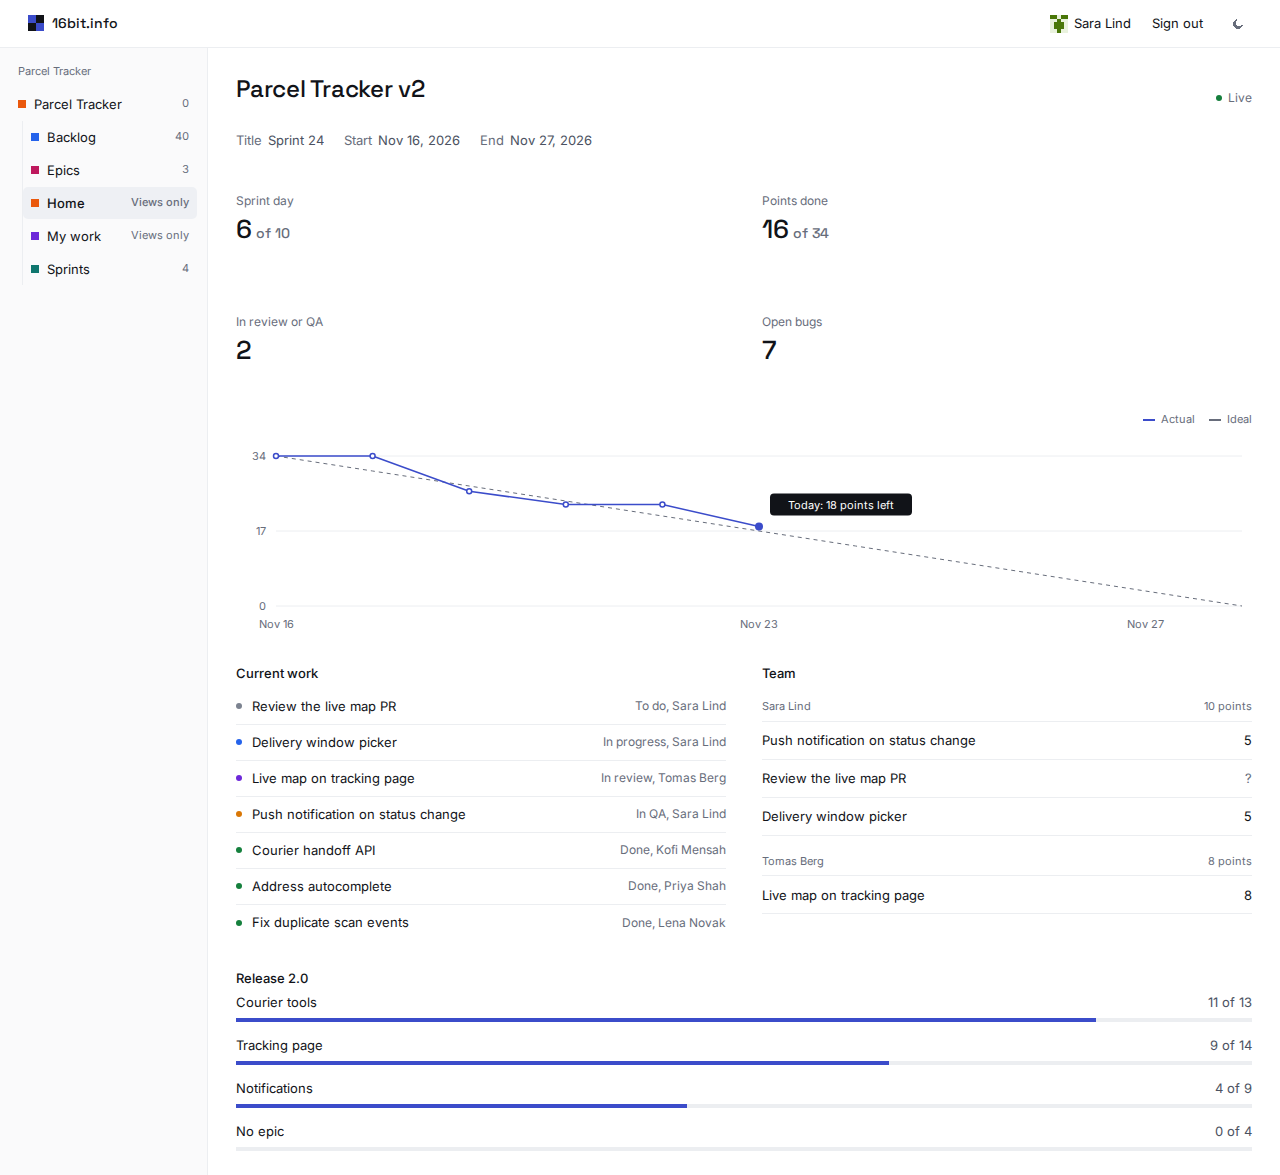 16bit.info
Sara Lind
Sign out
Parcel Tracker
Parcel Tracker 0
Backlog 40
Epics 3
Home Views only
My work Views only
Sprints 4
Parcel Tracker v2
Live
Title Sprint 24 Start Nov 16, 2026 End Nov 27, 2026
Sprint day
6 of 10
Points done
16 of 34
In review or QA
2
Open bugs
7
Actual Ideal
34
Today: 18 points left
17
0
Nov 16 Nov 23 Nov 27
Current work
Review the live map PR To do, Sara Lind
Delivery window picker In progress, Sara Lind
Live map on tracking page In review, Tomas Berg
Push notification on status change In QA, Sara Lind
Courier handoff API Done, Kofi Mensah
Address autocomplete Done, Priya Shah
Fix duplicate scan events Done, Lena Novak
Team
Sara Lind 10 points
Push notification on status change 5
Review the live map PR ?
Delivery window picker 5
Tomas Berg 8 points
Live map on tracking page 8
Release 2.0
Courier tools 11 of 13
Tracking page 9 of 14
Notifications 4 of 9
No epic 0 of 4